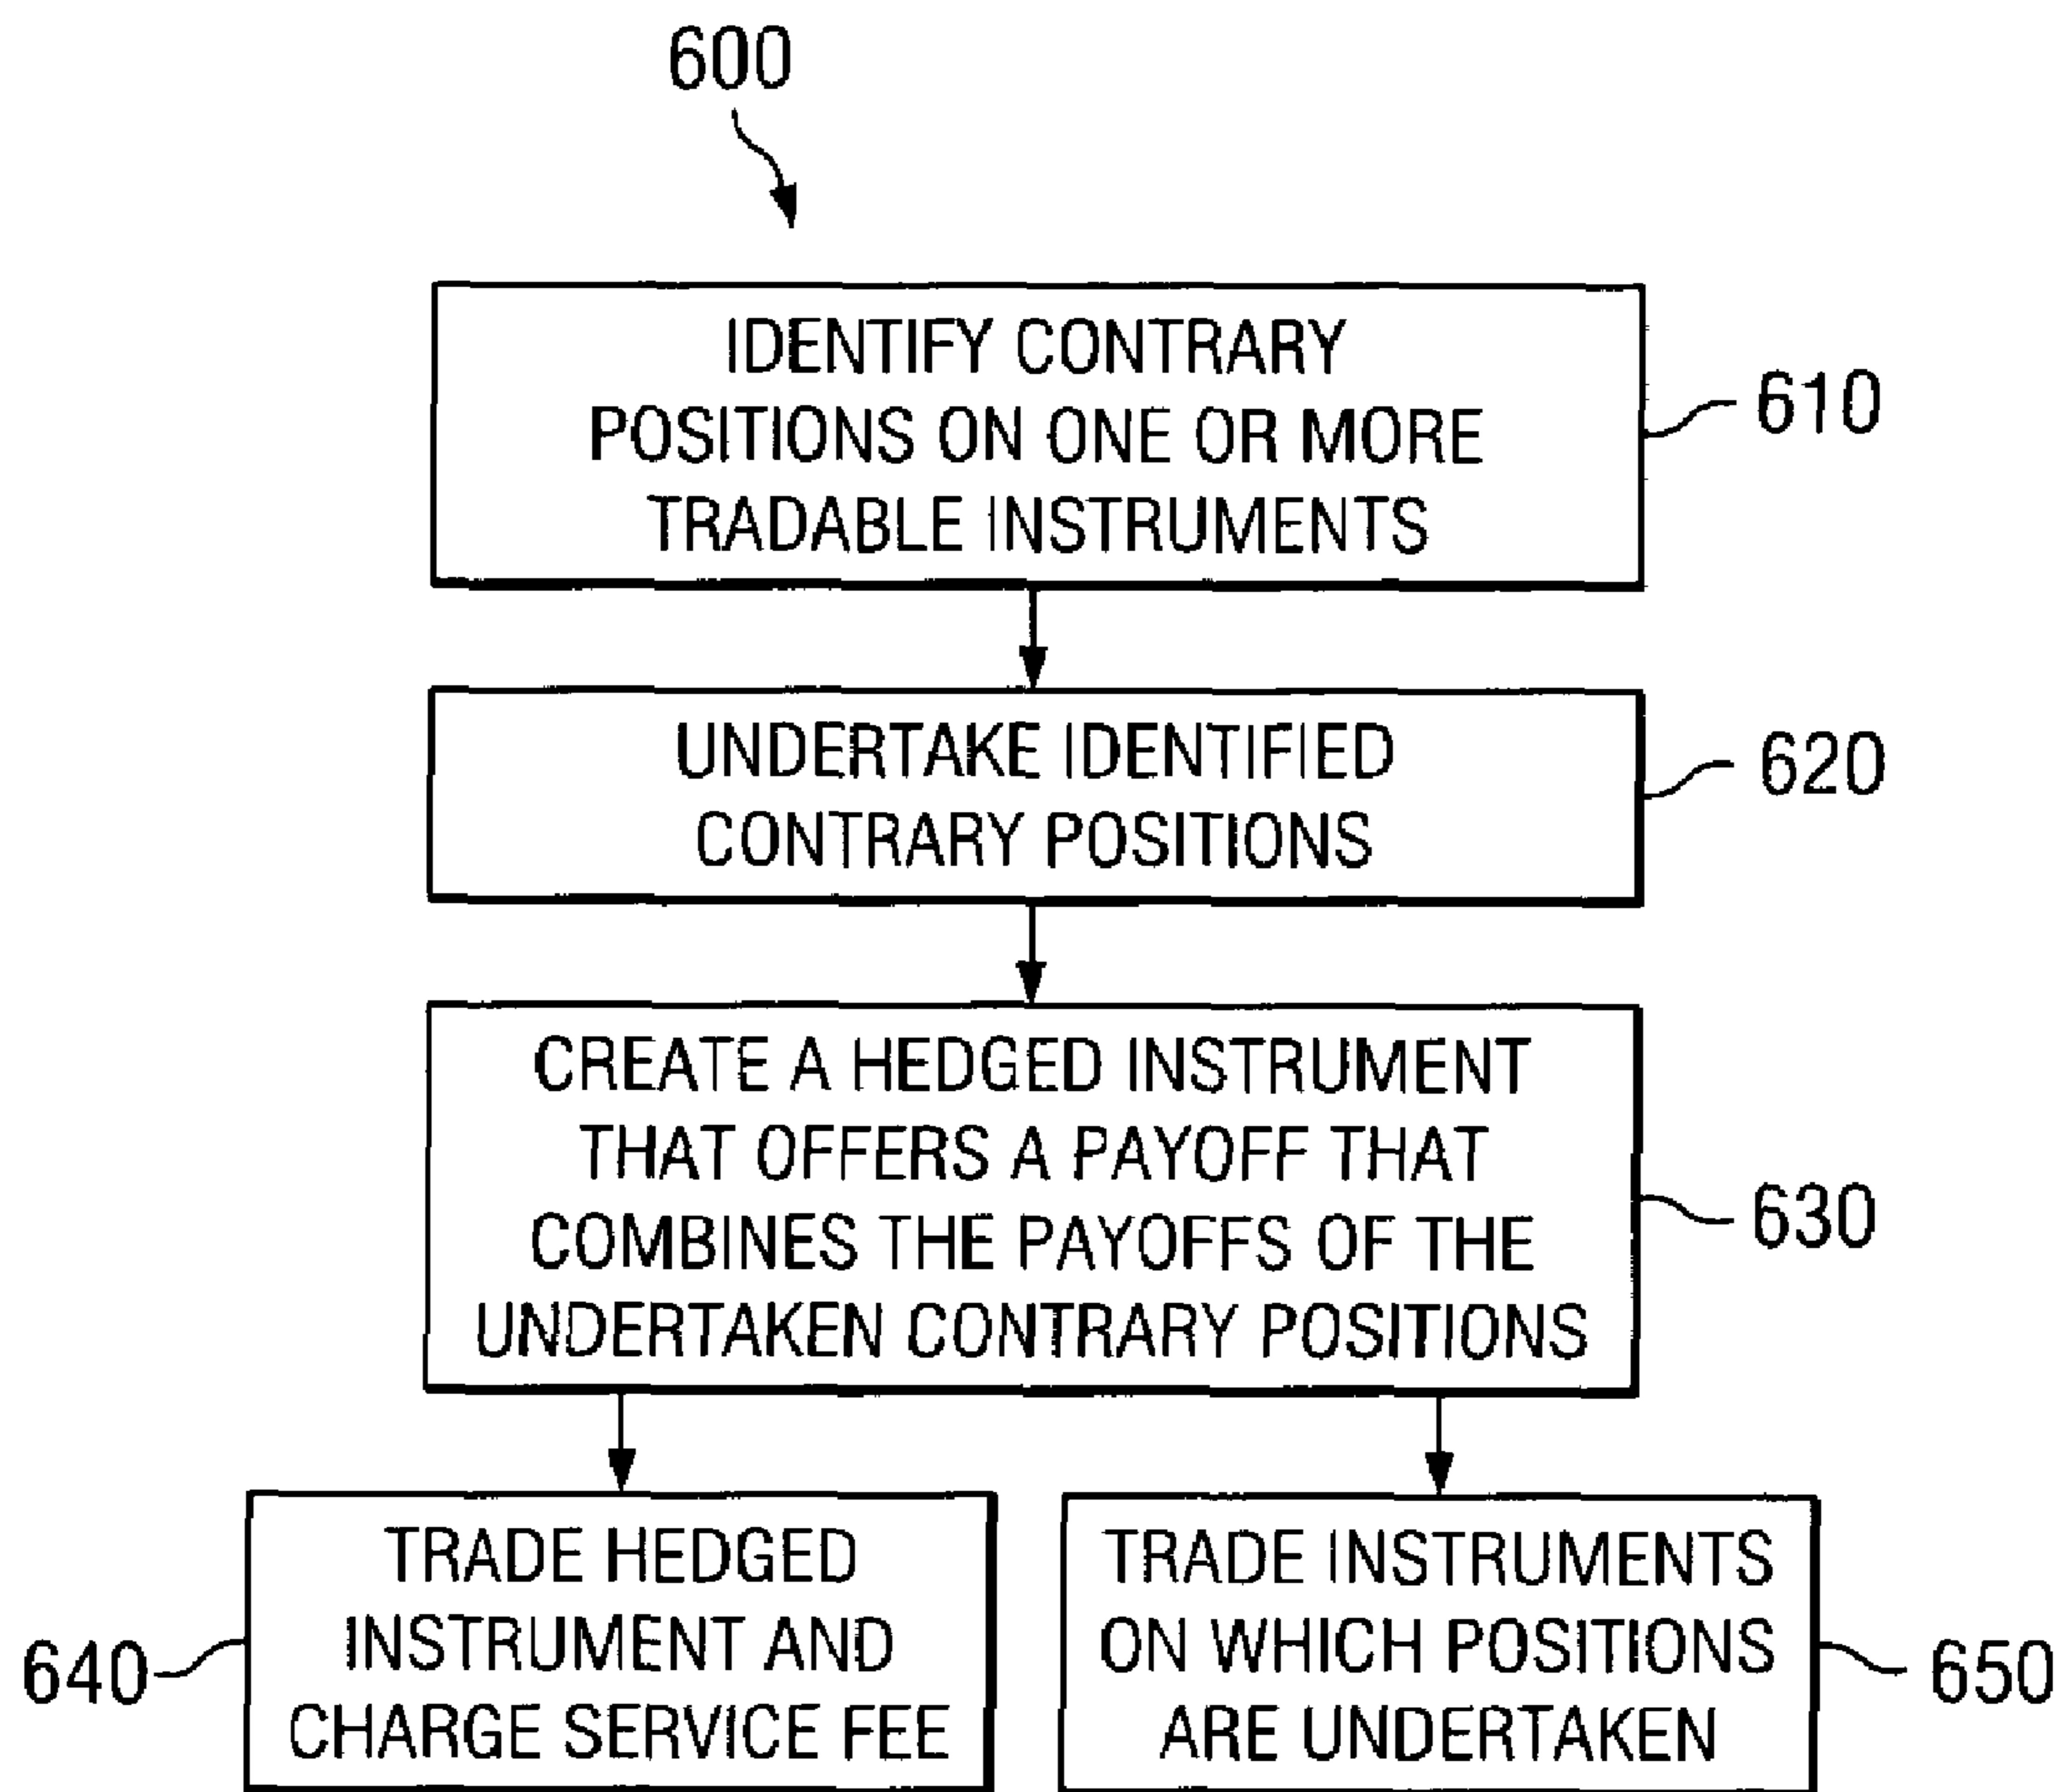 600
IDENTIFY CONTRARY
POSITIONS ON ONE OR MORE
TRADABLE INSTRUMENTS
610
UNDERTAKE IDENTIFIED
CONTRARY POSITIONS
620
CREATE A HEDGED INSTRUMENT
THAT OFFERS A PAYOFF THAT
COMBINES THE PAYOFFS OF THE
UNDERTAKEN CONTRARY POSITIONS
630
TRADE HEDGED
INSTRUMENT AND
CHARGE SERVICE FEE
640
TRADE INSTRUMENTS
ON WHICH POSITIONS
ARE UNDERTAKEN
650